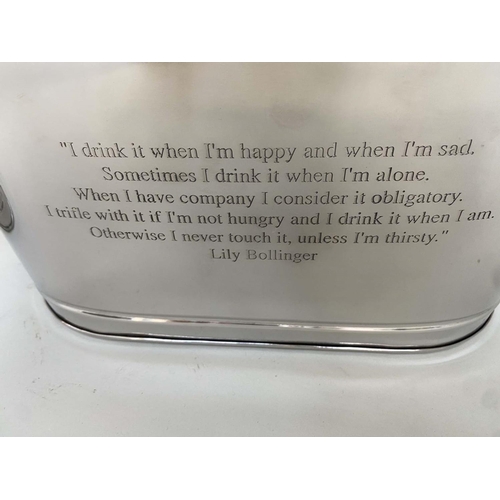 "I drink it when I'm happy and when I'm sad.
Sometimes I drink it when I'm alone.
When I have company I consider it obligatory.
I trifle with it if I'm not hungry and I drink it when I am.
Otherwise I never touch it, unless I'm thirsty."
Lily Bollinger